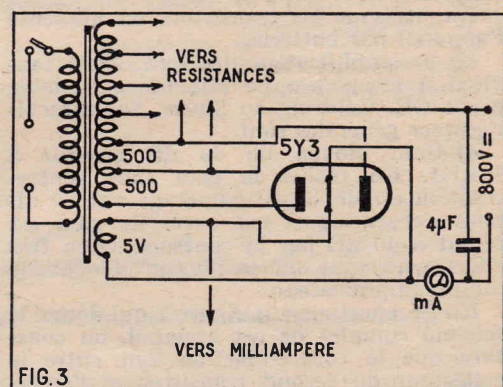 VERS
RESISTANCES
5Y3
500
500
5V
800V=
4µF
mA
VERS MILLIAMPERE
FIG.3